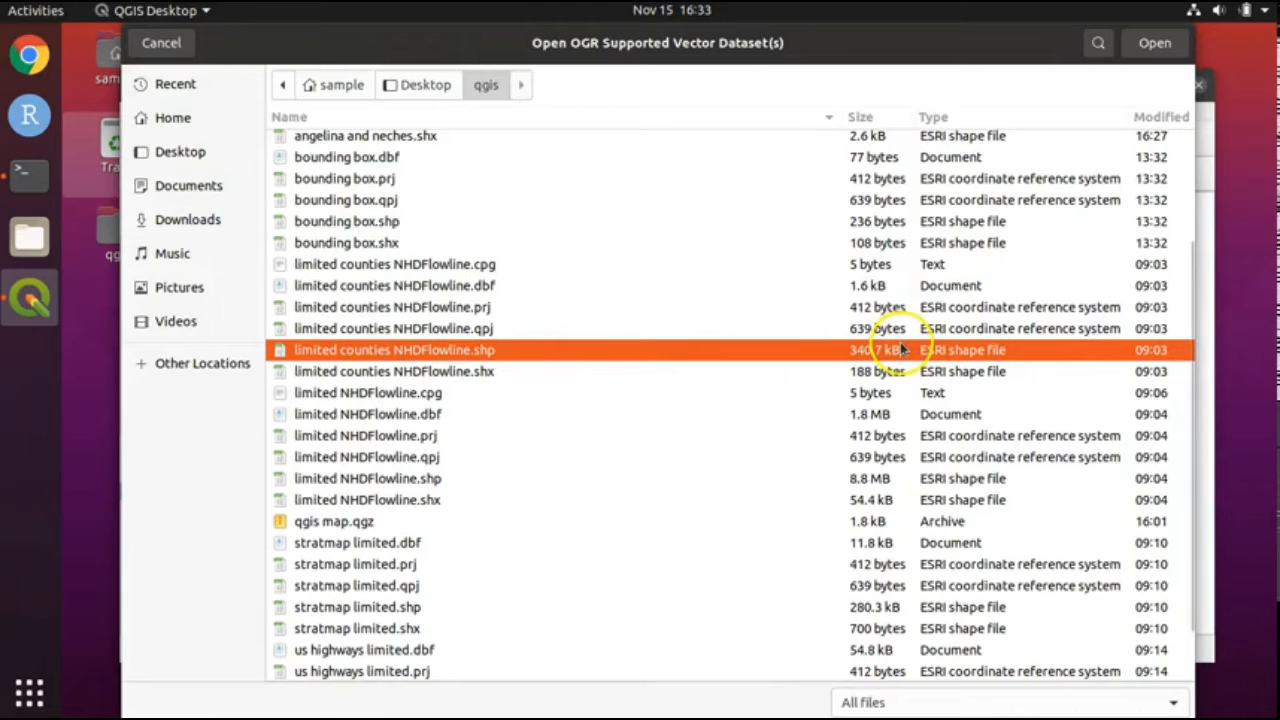 Activities QGIS Desktop Nov 15 16:33
Cancel Open OGR Supported Vector Dataset(s) Open
sam
Tra
qg
Recent
Home
Desktop
Documents
Downloads
Music
Pictures
Videos
Other Locations
sample Desktop qgis
Name Size Type Modified
angelina and neches.shx 2.6 kB ESRI shape file 16:27
bounding box.dbf 77 bytes Document 13:32
bounding box.prj 412 bytes ESRI coordinate reference system 13:32
bounding box.qpj 639 bytes ESRI coordinate reference system 13:32
bounding box.shp 236 bytes ESRI shape file 13:32
bounding box.shx 108 bytes ESRI shape file 13:32
limited counties NHDFlowline.cpg 5 bytes Text 09:03
limited counties NHDFlowline.dbf 1.6 kB Document 09:03
limited counties NHDFlowline.prj 412 bytes ESRI coordinate reference system 09:03
limited counties NHDFlowline.qpj 639 bytes ESRI coordinate reference system 09:03
limited counties NHDFlowline.shp 340.7 kB ESRI shape file 09:03
limited counties NHDFlowline.shx 188 bytes ESRI shape file 09:03
limited NHDFlowline.cpg 5 bytes Text 09:06
limited NHDFlowline.dbf 1.8 MB Document 09:04
limited NHDFlowline.prj 412 bytes ESRI coordinate reference system 09:04
limited NHDFlowline.qpj 639 bytes ESRI coordinate reference system 09:04
limited NHDFlowline.shp 8.8 MB ESRI shape file 09:04
limited NHDFlowline.shx 54.4 kB ESRI shape file 09:04
qgis map.qgz 1.8 kB Archive 16:01
stratmap limited.dbf 11.8 kB Document 09:10
stratmap limited.prj 412 bytes ESRI coordinate reference system 09:10
stratmap limited.qpj 639 bytes ESRI coordinate reference system 09:10
stratmap limited.shp 280.3 kB ESRI shape file 09:10
stratmap limited.shx 700 bytes ESRI shape file 09:10
us highways limited.dbf 54.8 kB Document 09:14
us highways limited.prj 412 bytes ESRI coordinate reference system 09:14
All files